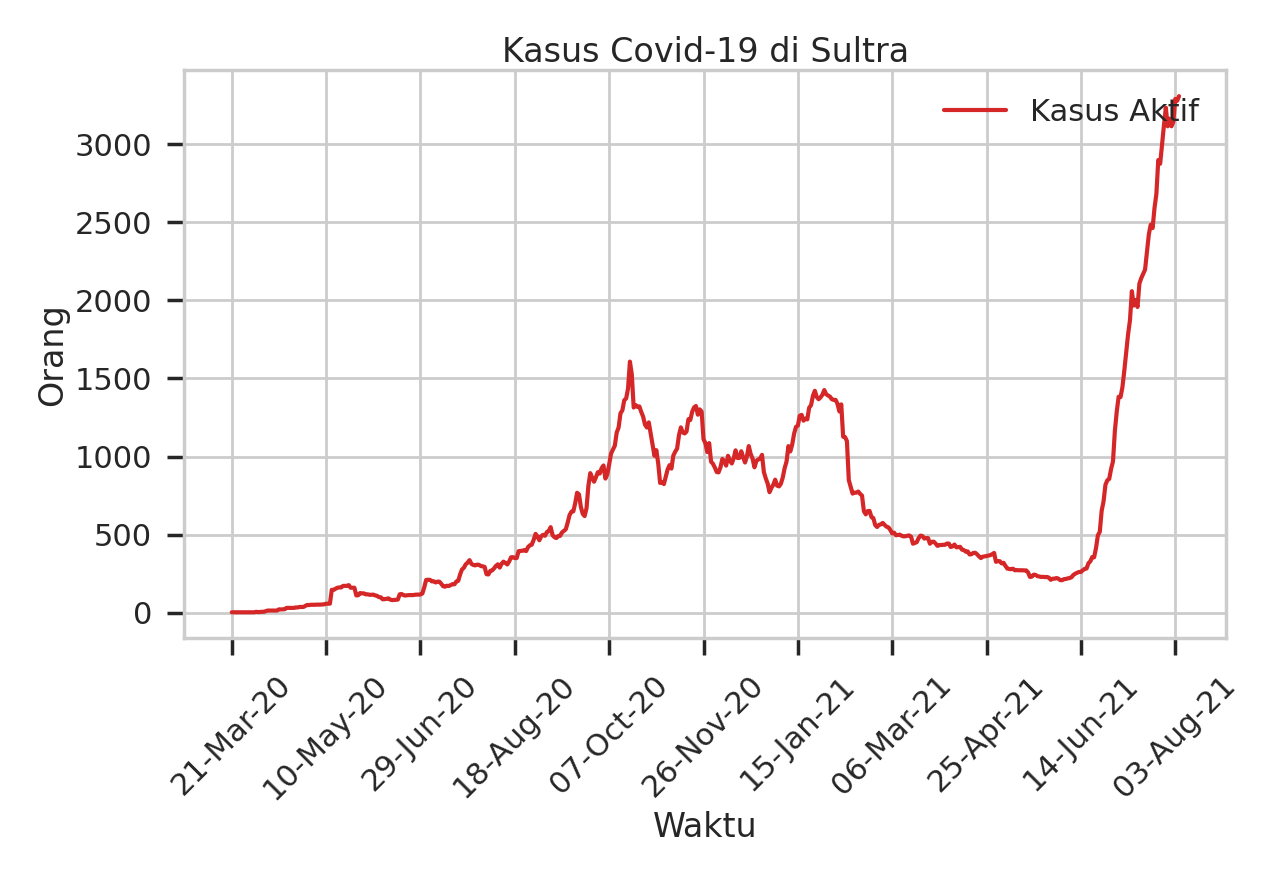 Kasus Covid-19 di Sultra
Kasus Aktif
Orang
3000
2500
2000
1500
1000
500
0
21-Mar-20
10-May-20
29-Jun-20
18-Aug-20
07-Oct-20
26-Nov-20
15-Jan-21
06-Mar-21
25-Apr-21
14-Jun-21
03-Aug-21
Waktu